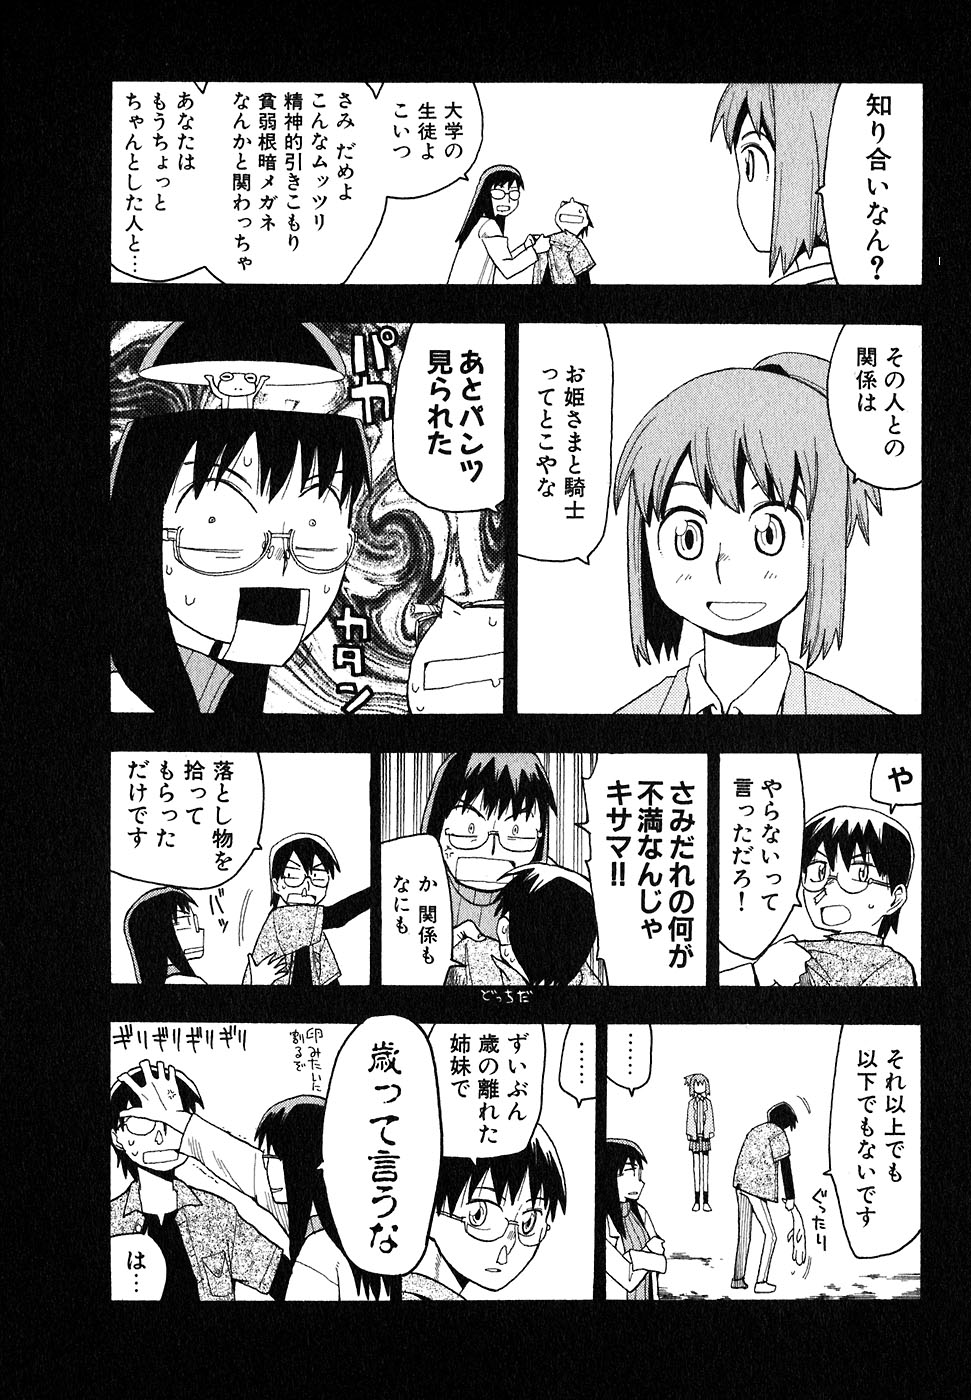 知り合いなん？
大学の
生徒よ
こいつ
さみ だめよ
こんなムッツリ
精神的引きこもり
貧弱根暗メガネ
なんかと関わっちゃ
あなたは
もうちょっと
ちゃんとした人と…
その人との
関係は
お姫さまと騎士
ってとこやな
あとパンツ
見られた
パカ
カタン
や
やらないって
言っただろ！
さみだれの何が
不満なんじゃ
キサマ!!
か 関係も
なにも
どっちだ
落とし物を
拾って
もらった
だけです
バッ
それ以上でも
以下でもないです
ぐったり
……
……
ずいぶん
歳の離れた
姉妹で
歳って言うな
卵みたいに
割るで
ギリギリギリギリ
は…